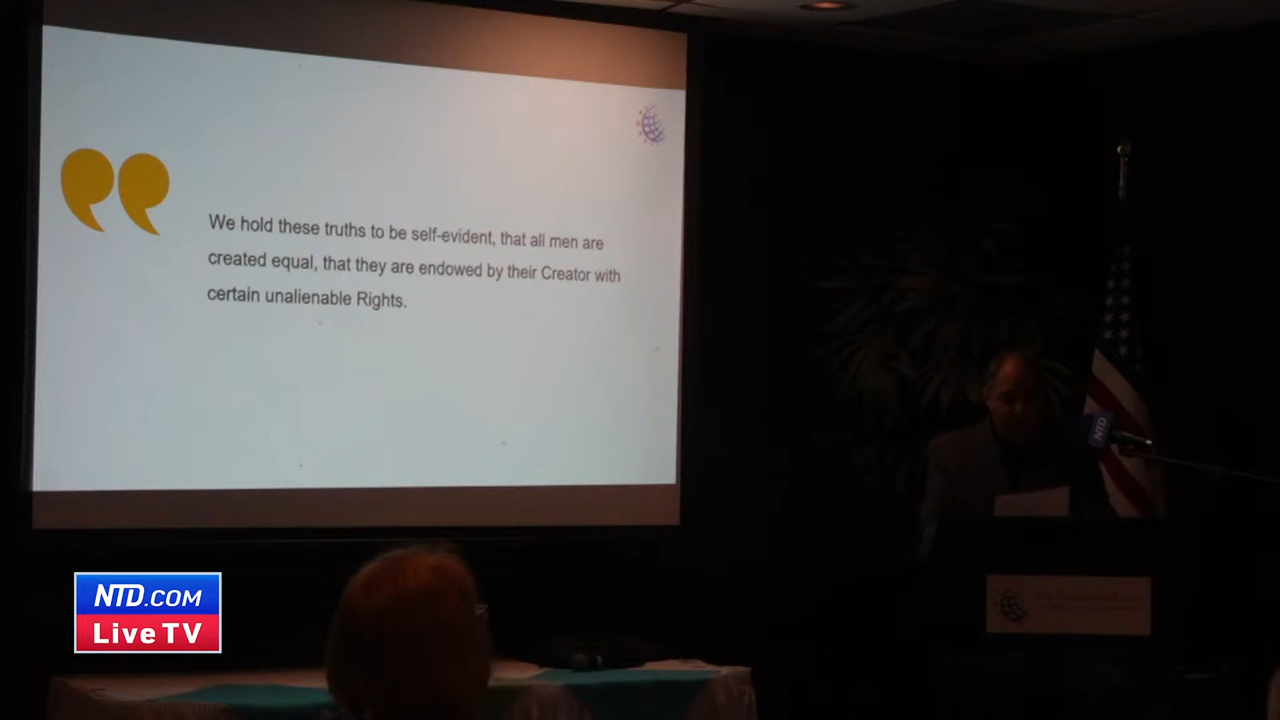 We hold these truths to be self-evident, that all men are
created equal, that they are endowed by their Creator with
certain unalienable Rights.
NTD
NTD.COM
Live TV